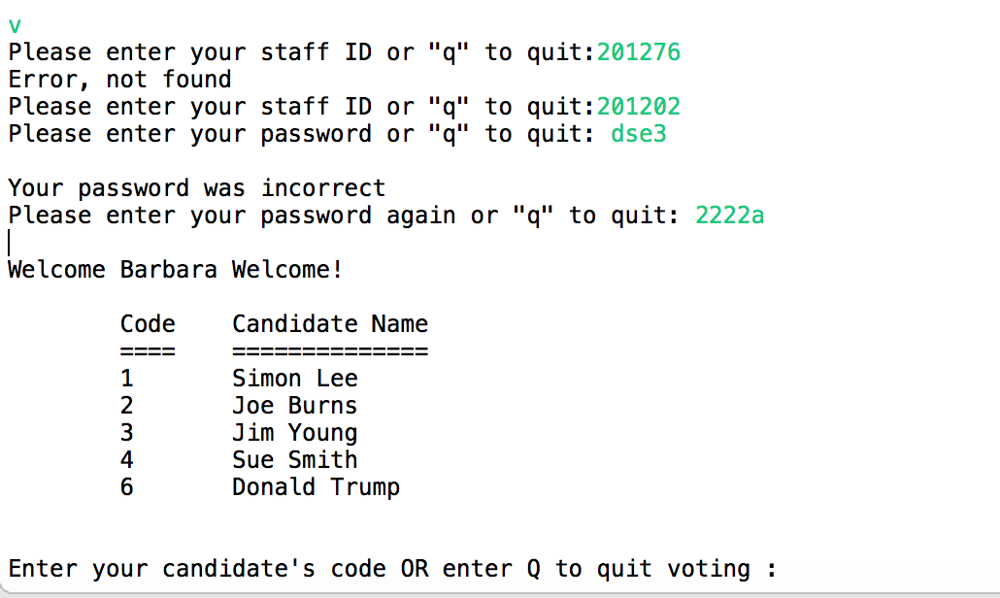 v
Please enter your staff ID or "q" to quit:201276
Error, not found
Please enter your staff ID or "q" to quit:201202
Please enter your password or "q" to quit: dse3
Your password was incorrect
Please enter your password again or "q" to quit: 2222a
Welcome Barbara Welcome!
Code Candidate Name
==== ==============
1 Simon Lee
2 Joe Burns
3 Jim Young
4 Sue Smith
6 Donald Trump
Enter your candidate's code OR enter Q to quit voting :